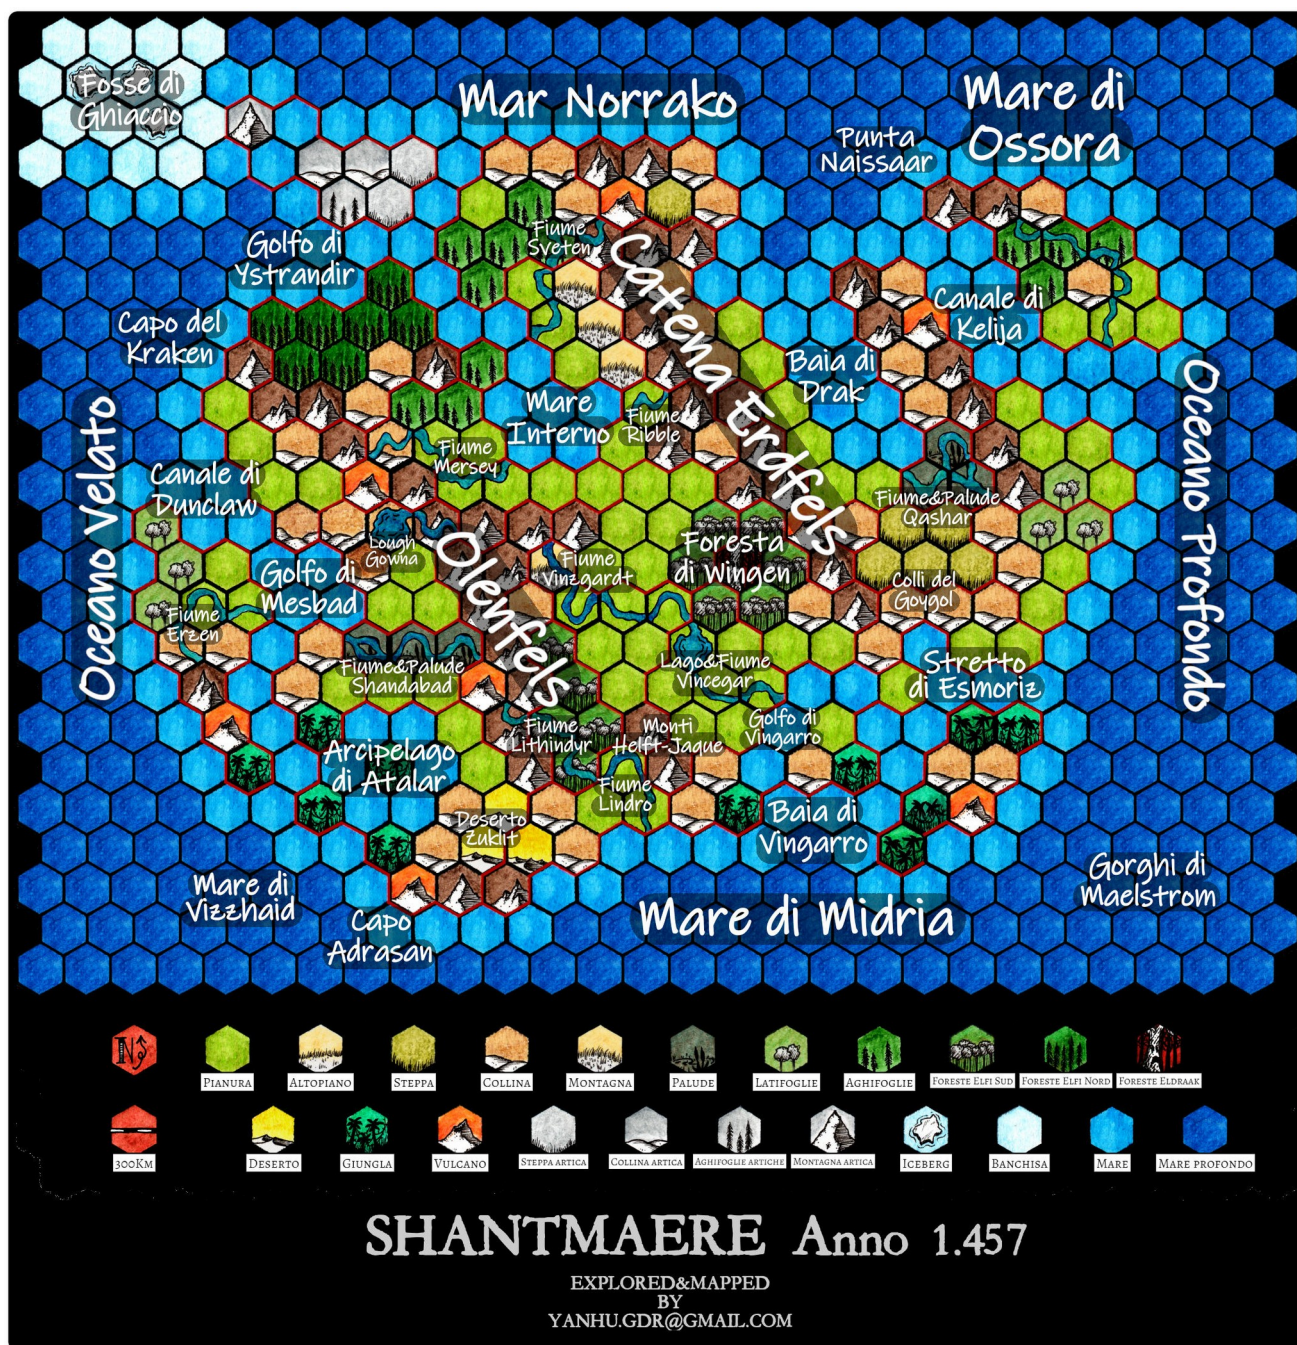 Fosse di
Ghiaccio
Mar Norrako
Mare di
Ossora
Punta
Naissaar
Golfo di
Ystrandir
Fiume
Sveten
Catena Erdfels
Canale di
Kelija
Capo del
Kraken
Baia di
Drak
Mare
Interno
Fiume
Ribble
Oceano Velato
Oceano Profondo
Fiume
Mersey
Canale di
Dunclaw
Fiume&Palude
Qashar
Lough
Gowna
Olenfels
Foresta
di Wingen
Fiume
Vinzgardt
Golfo di
Mesbad
Colli del
Goygol
Fiume
Erzen
Fiume&Palude
Shandabad
Lago&Fiume
Vincegar
Stretto
di Esmoriz
Fiume
Lithindyr
Monti
Helft-Jaque
Golfo di
Vingarro
Arcipelago
di Atalar
Fiume
Lindro
Deserto
Zuklit
Baia di
Vingarro
Mare di
Vizzhaid
Capo
Adrasan
Mare di Midria
Gorghi di
Maelstrom
N
PIANURA
ALTOPIANO
STEPPA
COLLINA
MONTAGNA
PALUDE
LATIFOGLIE
AGHIFOGLIE
FORESTE ELFI SUD
FORESTE ELFI NORD
FORESTE ELDRAAK
300KM
DESERTO
GIUNGLA
VULCANO
STEPPA ARTICA
COLLINA ARTICA
AGHIFOGLIE ARTICHE
MONTAGNA ARTICA
ICEBERG
BANCHISA
MARE
MARE PROFONDO
SHANTMAERE Anno 1.457
EXPLORED&MAPPED
BY
YANHU.GDR@GMAIL.COM